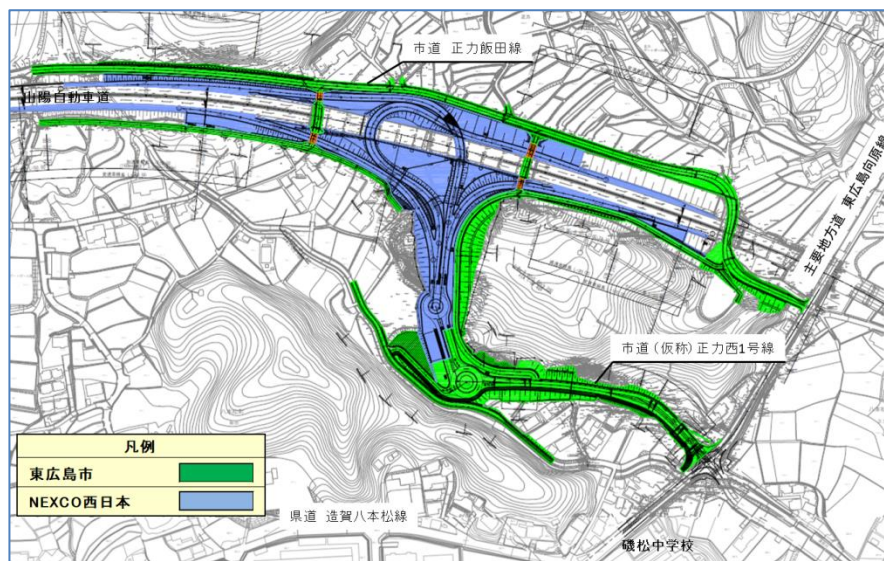 市道 正力飯田線
山陽自動車道
主要地方道 東広島向原線
市道(仮称)正力西1号線
凡例
東広島市
NEXCO西日本
県道 造賀八本松線
磯松中学校